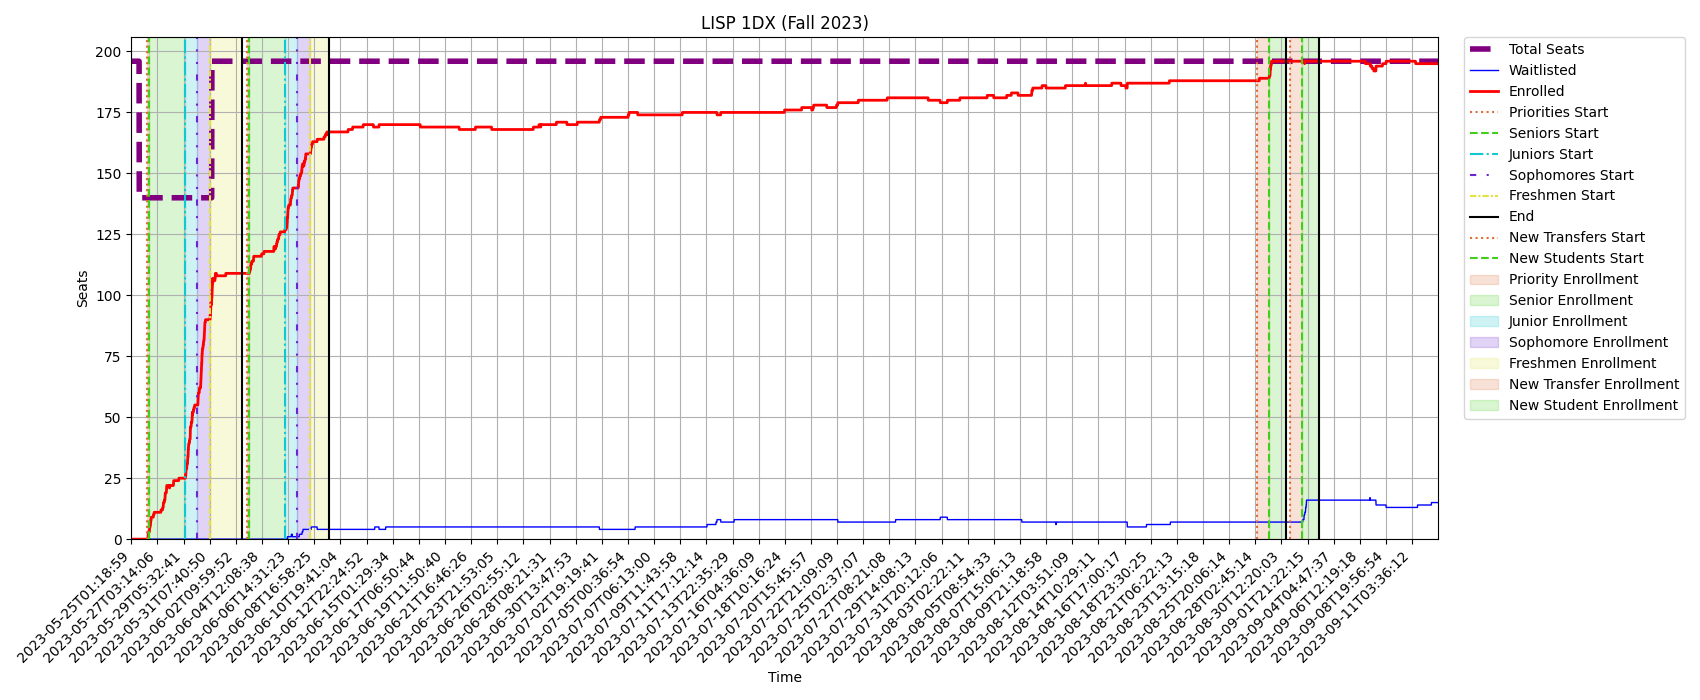 LISP 1DX (Fall 2023)
200
175
150
125
100
75
50
25
0
Seats
2023-05-25T01:18:59
2023-05-27T03:14:06
2023-05-29T05:32:41
2023-05-31T07:40:50
2023-06-02T09:59:52
2023-06-04T12:08:38
2023-06-06T14:31:23
2023-06-08T16:58:25
2023-06-10T19:41:04
2023-06-12T22:24:52
2023-06-15T01:29:34
2023-06-17T06:50:44
2023-06-19T11:50:40
2023-06-21T16:46:26
2023-06-23T21:53:05
2023-06-26T02:55:12
2023-06-28T08:21:31
2023-06-30T13:47:53
2023-07-02T19:19:41
2023-07-05T00:36:54
2023-07-07T06:13:00
2023-07-09T11:43:58
2023-07-11T17:12:14
2023-07-13T22:35:29
2023-07-16T04:36:09
2023-07-18T10:16:24
2023-07-20T15:45:57
2023-07-22T21:09:09
2023-07-25T02:37:07
2023-07-27T08:21:08
2023-07-29T14:08:13
2023-07-31T20:12:06
2023-08-03T02:22:11
2023-08-05T08:54:33
2023-08-07T15:06:13
2023-08-09T21:18:58
2023-08-12T03:51:09
2023-08-14T10:29:11
2023-08-16T17:00:17
2023-08-18T23:30:25
2023-08-21T06:22:13
2023-08-23T13:15:18
2023-08-25T20:06:14
2023-08-28T02:45:14
2023-08-30T12:20:03
2023-09-01T21:22:15
2023-09-04T04:47:37
2023-09-06T12:19:18
2023-09-08T19:56:54
2023-09-11T03:36:12
Time
Total Seats
Waitlisted
Enrolled
Priorities Start
Seniors Start
Juniors Start
Sophomores Start
Freshmen Start
End
New Transfers Start
New Students Start
Priority Enrollment
Senior Enrollment
Junior Enrollment
Sophomore Enrollment
Freshmen Enrollment
New Transfer Enrollment
New Student Enrollment